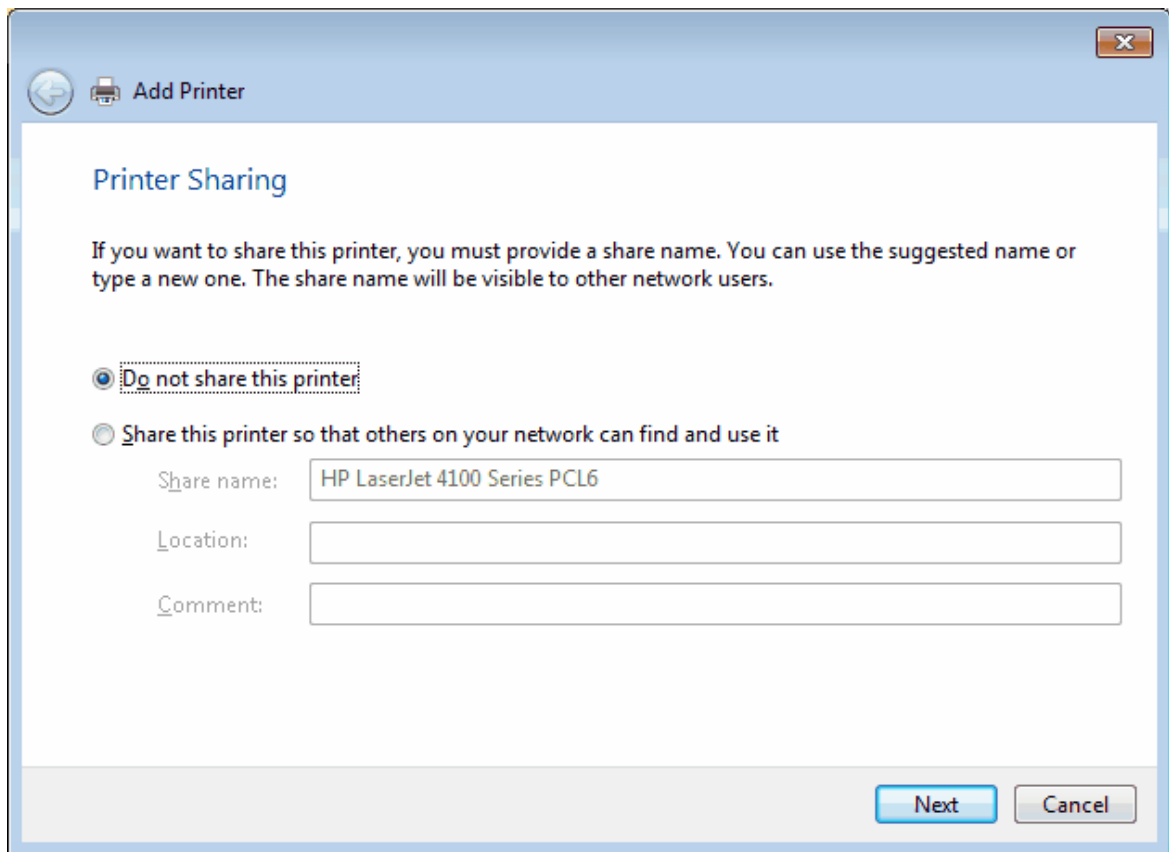 Add Printer
Printer Sharing
If you want to share this printer, you must provide a share name. You can use the suggested name or
type a new one. The share name will be visible to other network users.
Do not share this printer
Share this printer so that others on your network can find and use it
Share name: HP LaserJet 4100 Series PCL6
Location:
Comment:
Next Cancel